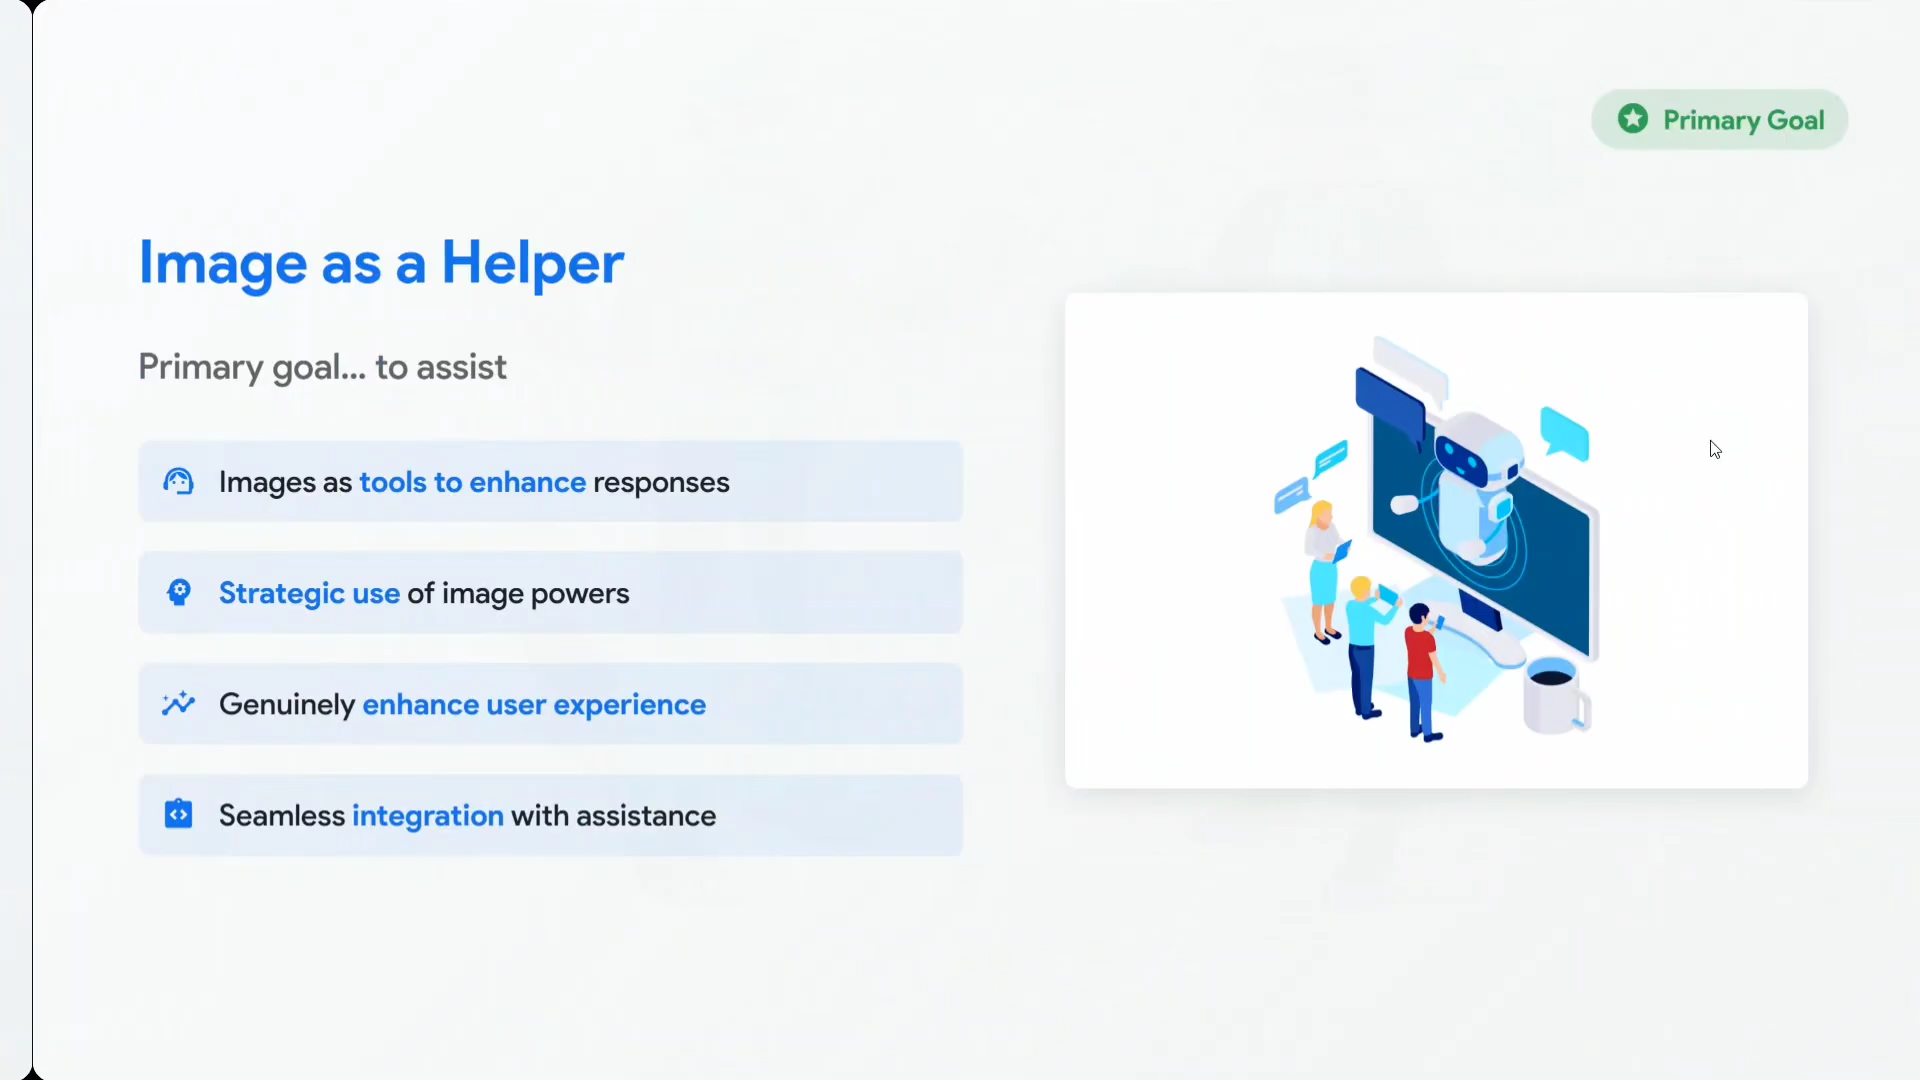 Primary Goal
Image as a Helper
Primary goal... to assist
Images as tools to enhance responses
Strategic use of image powers
Genuinely enhance user experience
Seamless integration with assistance